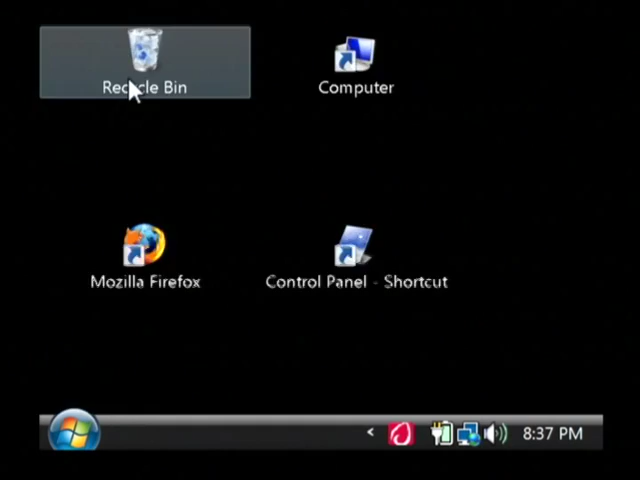 Recycle Bin
Computer
Mozilla Firefox
Control Panel - Shortcut
8:37 PM